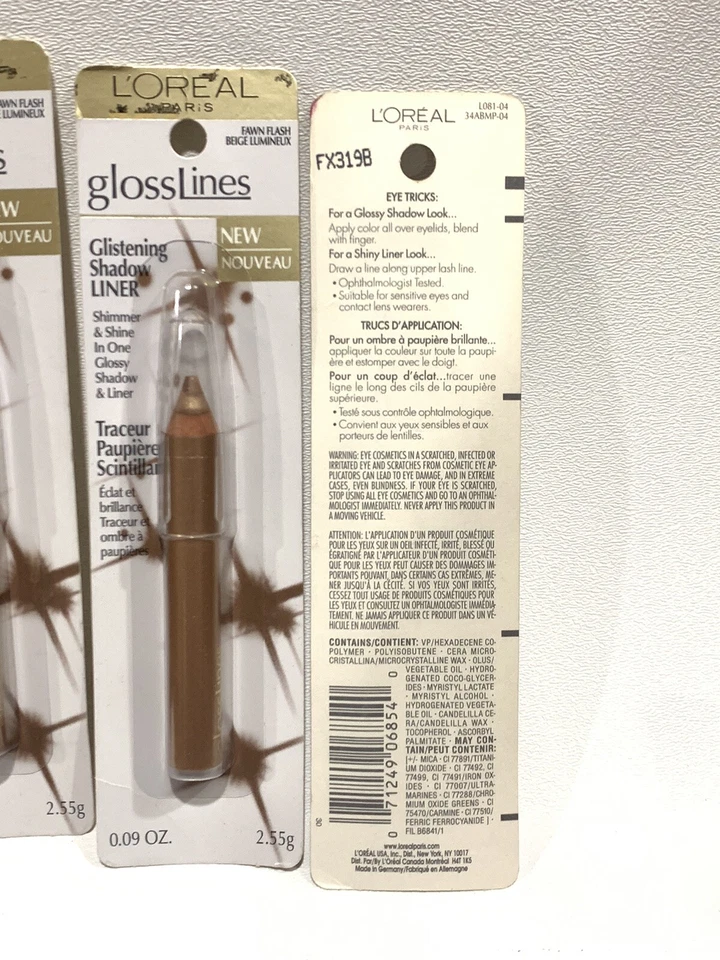 AWN FLASH
LUMINEUX
S
W
OUVEAU
2.55g
L'ORÉAL
PARIS
FAWN FLASH
BEIGE LUMINEUX
glossLines
NEW
NOUVEAU
Glistening
Shadow
LINER
Shimmer
& Shine
In One
Glossy
Shadow
& Liner
Traceur
Paupière
Scintillan
Éclat et
brillance
Traceur et
ombre à
paupières
0.09 OZ.
2.55g
L'ORÉAL
PARIS
L081-04
34ABMP-04
FX319B
EYE TRICKS:
For a Glossy Shadow Look...
Apply color all over eyelids, blend
with finger.
For a Shiny Liner Look...
Draw a line along upper lash line.
• Ophthalmologist Tested.
• Suitable for sensitive eyes and
contact lens wearers.
TRUCS D'APPLICATION:
Pour un ombre à paupière brillante...
appliquer la couleur sur toute la paupi-
ère et estomper avec le doigt.
Pour un coup d'éclat...tracer une
ligne le long des cils de la paupière
supérieure.
• Testé sous contrôle ophtalmologique.
• Convient aux yeux sensibles et aux
porteurs de lentilles.
WARNING: EYE COSMETICS IN A SCRATCHED, INFECTED OR
IRRITATED EYE AND SCRATCHES FROM COSMETIC EYE AP-
PLICATORS CAN LEAD TO EYE DAMAGE, AND IN EXTREME
CASES, EVEN BLINDNESS. IF YOUR EYE IS SCRATCHED,
STOP USING ALL EYE COSMETICS AND GO TO AN OPHTHAL-
MOLOGIST IMMEDIATELY. NEVER APPLY THIS PRODUCT IN
A MOVING VEHICLE.
ATTENTION: L'APPLICATION D'UN PRODUIT COSMÉTIQUE
POUR LES YEUX SUR UN OEIL INFECTÉ, IRRITÉ, BLESSÉ OU
ÉGRATIGNÉ PAR L'APPLICATEUR D'UN PRODUIT COSMÉTI-
QUE POUR LES YEUX PEUT CAUSER DES DOMMAGES IM-
PORTANTS POUVANT, DANS CERTAINS CAS EXTRÊMES, ME-
NER JUSQU'À LA CÉCITÉ. SI VOS YEUX SONT IRRITÉS,
CESSEZ TOUT USAGE DE PRODUITS COSMÉTIQUES POUR
LES YEUX ET CONSULTEZ UN OPHTALMOLOGISTE IMMÉDIA-
TEMENT. NE JAMAIS APPLIQUER CE PRODUIT DANS UN VÉ-
HICULE EN MOUVEMENT.
CONTAINS/CONTIENT: VP/HEXADECENE CO-
POLYMER · POLYISOBUTENE · CERA MICRO-
CRISTALLINA/MICROCRYSTALLINE WAX · OLUS/
VEGETABLE OIL · HYDRO-
GENATED COCO-GLYCER-
IDES · MYRISTYL LACTATE
· MYRISTYL ALCOHOL ·
HYDROGENATED VEGETA-
BLE OIL · CANDELILLA CE-
RA/CANDELILLA WAX ·
TOCOPHEROL · ASCORBYL
PALMITATE · MAY CON-
TAIN/PEUT CONTENIR:
[+/- MICA · CI 77891/TITANI-
UM DIOXIDE · CI 77492, CI
77499, CI 77491/IRON OX-
IDES · CI 77007/ULTRA-
MARINES · CI 77288/CHRO-
MIUM OXIDE GREENS · CI
75470/CARMINE · CI 77510/
FERRIC FERROCYANIDE ] ·
FIL B6841/1
0 71249 06854 0
30
www.lorealparis.com
L'ORÉAL USA, Inc., Dist., New York, NY 10017
Dist. Par/By L'Oréal Canada Montréal H4T 1K5
Made in Germany/Fabriqué en Allemagne